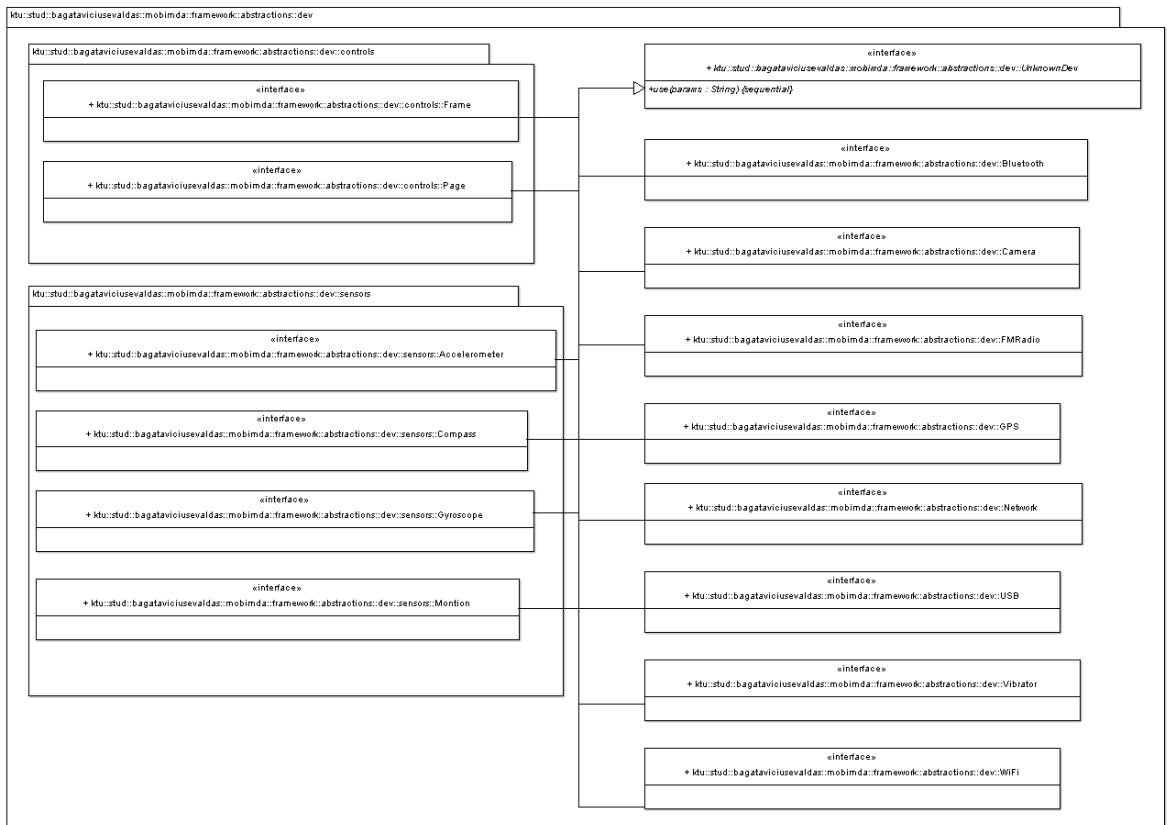 ktu::stud::bagataviciusevaldas::mobimda::framework::abstractions::dev
ktu::stud::bagataviciusevaldas::mobimda::framework::abstractions::dev::controls
«interface»
+ ktu::stud::bagataviciusevaldas::mobimda::framework::abstractions::dev::controls::Frame
«interface»
+ ktu::stud::bagataviciusevaldas::mobimda::framework::abstractions::dev::controls::Page
ktu::stud::bagataviciusevaldas::mobimda::framework::abstractions::dev::sensors
«interface»
+ ktu::stud::bagataviciusevaldas::mobimda::framework::abstractions::dev::sensors::Accelerometer
«interface»
+ ktu::stud::bagataviciusevaldas::mobimda::framework::abstractions::dev::sensors::Compass
«interface»
+ ktu::stud::bagataviciusevaldas::mobimda::framework::abstractions::dev::sensors::Gyroscope
«interface»
+ ktu::stud::bagataviciusevaldas::mobimda::framework::abstractions::dev::sensors::Montion
«interface»
+ ktu::stud::bagataviciusevaldas::mobimda::framework::abstractions::dev::UnknownDev
+use(params : String) {sequential}
«interface»
+ ktu::stud::bagataviciusevaldas::mobimda::framework::abstractions::dev::Bluetooth
«interface»
+ ktu::stud::bagataviciusevaldas::mobimda::framework::abstractions::dev::Camera
«interface»
+ ktu::stud::bagataviciusevaldas::mobimda::framework::abstractions::dev::FMRadio
«interface»
+ ktu::stud::bagataviciusevaldas::mobimda::framework::abstractions::dev::GPS
«interface»
+ ktu::stud::bagataviciusevaldas::mobimda::framework::abstractions::dev::Network
«interface»
+ ktu::stud::bagataviciusevaldas::mobimda::framework::abstractions::dev::USB
«interface»
+ ktu::stud::bagataviciusevaldas::mobimda::framework::abstractions::dev::Vibrator
«interface»
+ ktu::stud::bagataviciusevaldas::mobimda::framework::abstractions::dev::WiFi